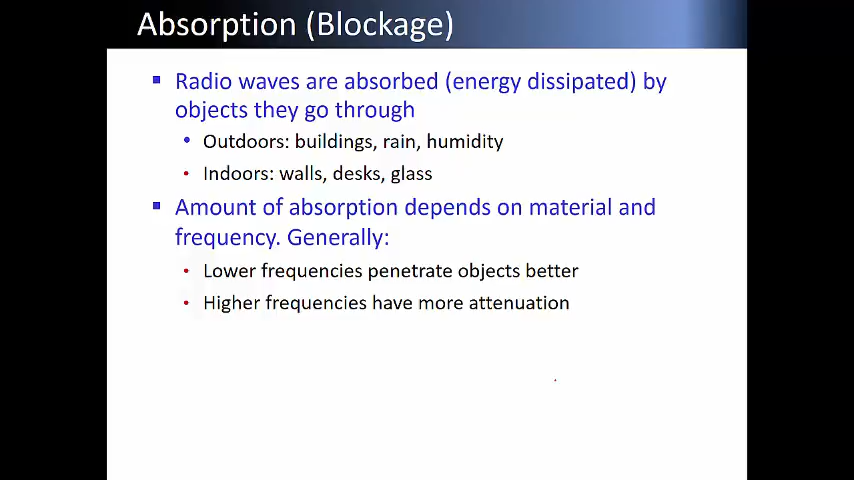 Absorption (Blockage)
Radio waves are absorbed (energy dissipated) by
objects they go through
Outdoors: buildings, rain, humidity
Indoors: walls, desks, glass
Amount of absorption depends on material and
frequency. Generally:
Lower frequencies penetrate objects better
Higher frequencies have more attenuation